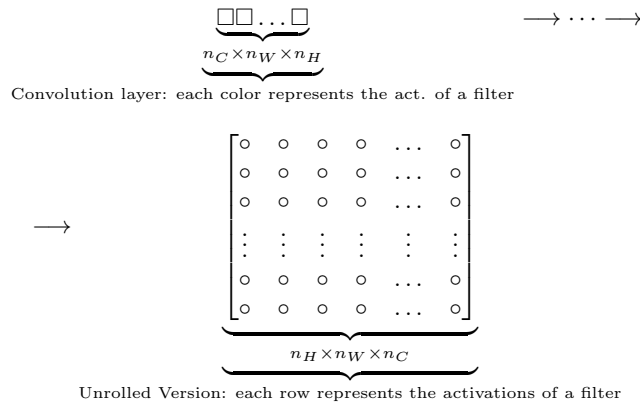 □□ … □ ⟶ ⋯ ⟶
n_C × n_W × n_H
Convolution layer: each color represents the act. of a filter
○ ○ ○ ○ … ○
○ ○ ○ ○ … ○
○ ○ ○ ○ … ○
⟶ ⋮ ⋮ ⋮ ⋮ ⋮ ⋮
○ ○ ○ ○ … ○
○ ○ ○ ○ … ○
n_H × n_W × n_C
Unrolled Version: each row represents the activations of a filter